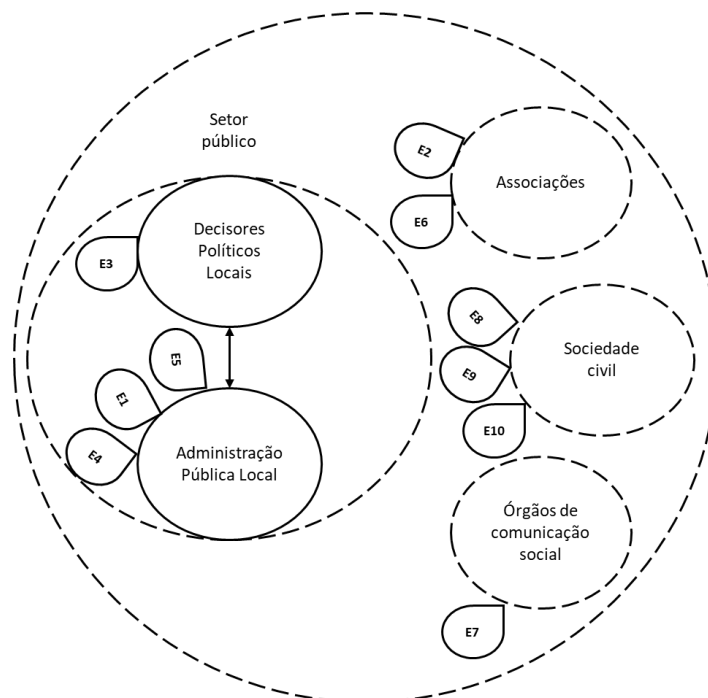 Setor
público
E2
Associações
E6
Decisores
Políticos
Locais
E3
E8
Sociedade
civil
E9
E5
E1
E10
E4
Administração
Pública Local
Órgãos de
comunicação
social
E7